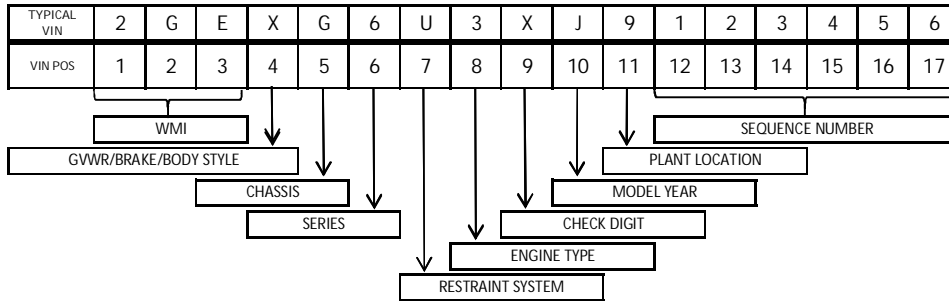 TYPICAL VIN 2 G E X G 6 U 3 X J 9 1 2 3 4 5 6
VIN POS 1 2 3 4 5 6 7 8 9 10 11 12 13 14 15 16 17
WMI SEQUENCE NUMBER
GVWR/BRAKE/BODY STYLE PLANT LOCATION
CHASSIS MODEL YEAR
SERIES CHECK DIGIT
ENGINE TYPE
RESTRAINT SYSTEM